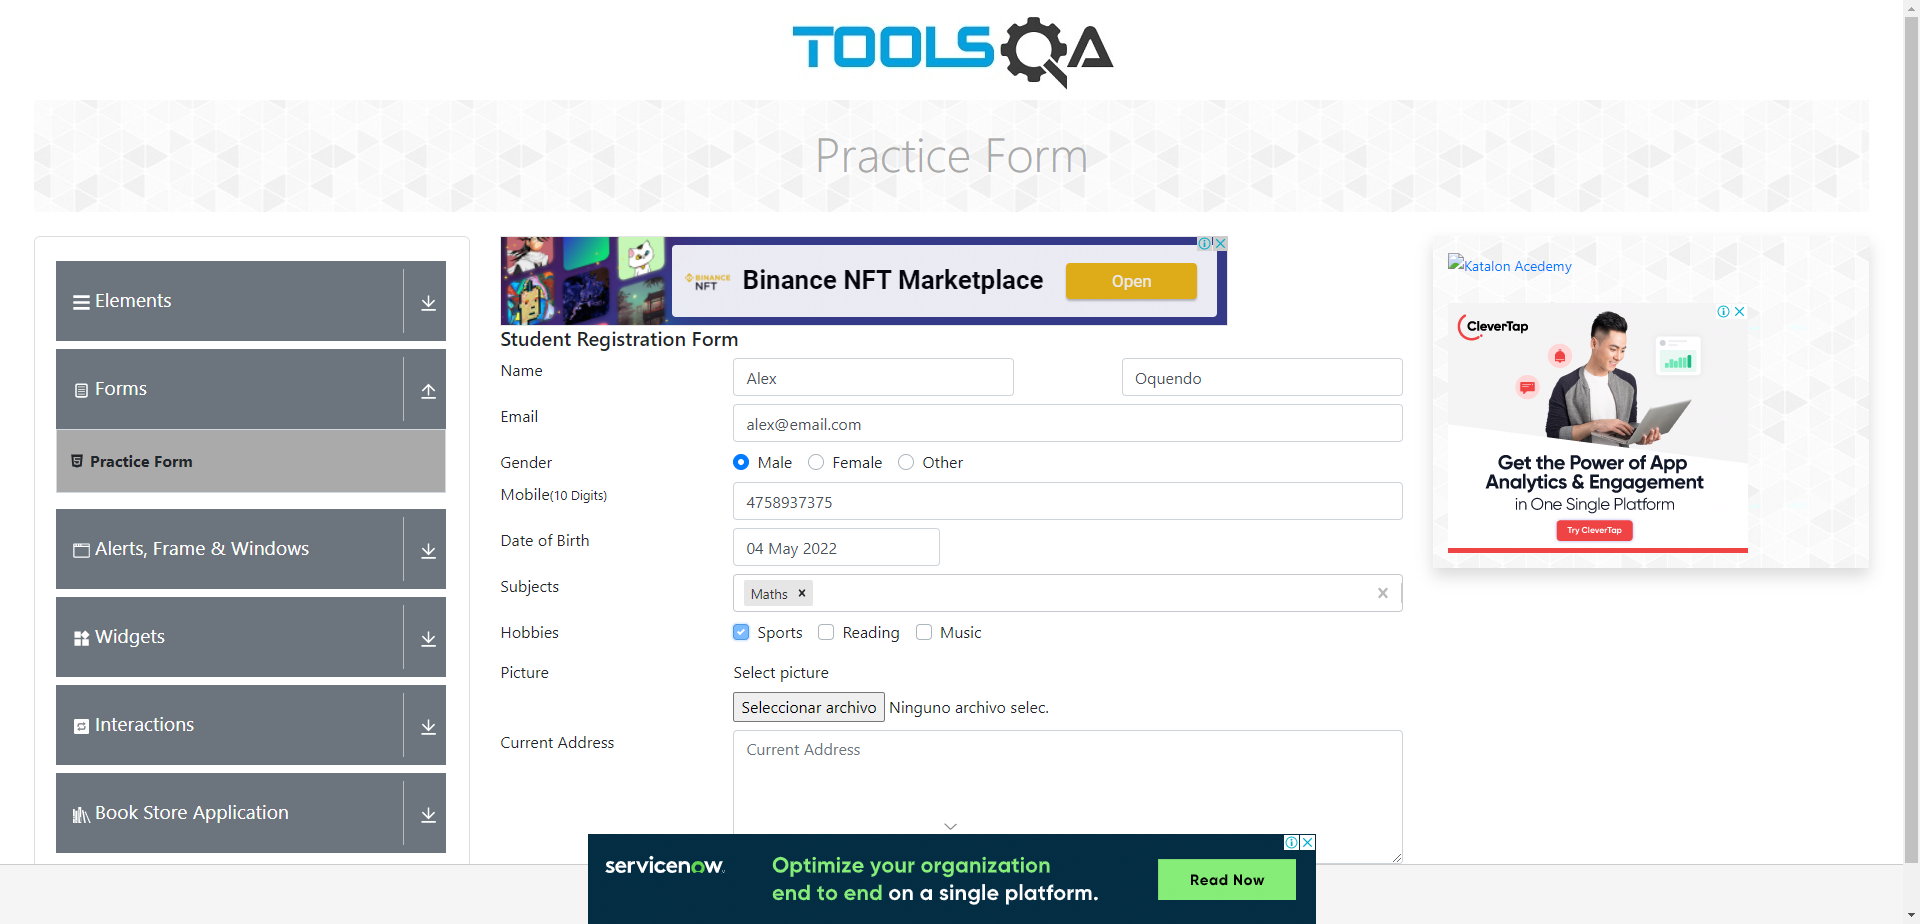 TOOLSQA
Practice Form
Elements
Forms
Practice Form
Alerts, Frame & Windows
Widgets
Interactions
Book Store Application
BINANCE
NFT
Binance NFT Marketplace
Open
Student Registration Form
Name
Alex
Oquendo
Email
alex@email.com
Gender
Male
Female
Other
Mobile(10 Digits)
4758937375
Date of Birth
04 May 2022
Subjects
Maths
Hobbies
Sports
Reading
Music
Picture
Select picture
Seleccionar archivo
Ninguno archivo selec.
Current Address
Current Address
Katalon Acedemy
CleverTap
Get the Power of App
Analytics & Engagement
in One Single Platform
Try CleverTap
servicenow
Optimize your organization
end to end on a single platform.
Read Now